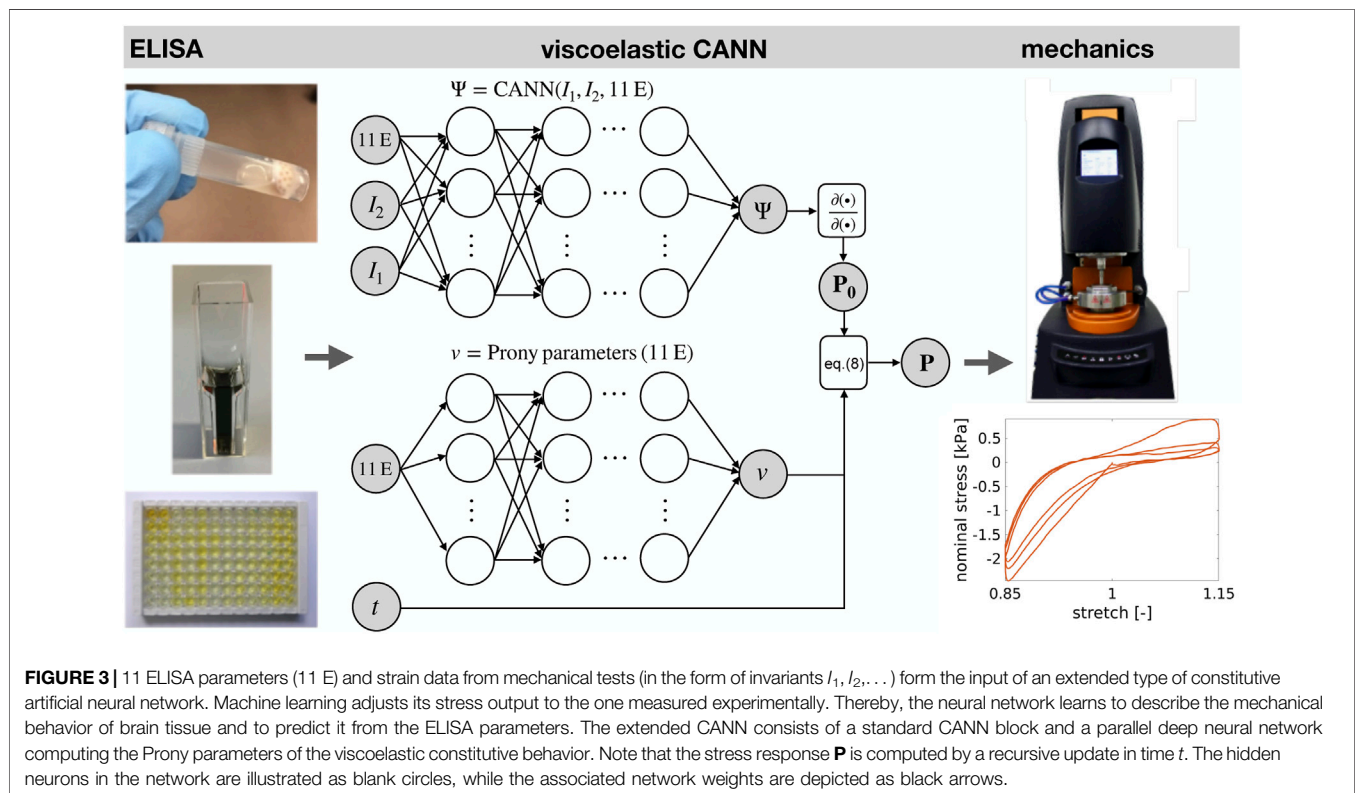 ELISA
viscoelastic CANN
mechanics
Ψ = CANN(I₁, I₂, 11 E)
11 E
I₂
I₁
Ψ
∂(•)
∂(•)
P₀
ν = Prony parameters (11 E)
eq.(8)
P
11 E
ν
t
nominal stress [kPa]
0.5
0
-0.5
-1
-1.5
-2
0.85
1
1.15
stretch [-]
FIGURE 3 | 11 ELISA parameters (11 E) and strain data from mechanical tests (in the form of invariants I₁, I₂,. . . ) form the input of an extended type of constitutive
artificial neural network. Machine learning adjusts its stress output to the one measured experimentally. Thereby, the neural network learns to describe the mechanical
behavior of brain tissue and to predict it from the ELISA parameters. The extended CANN consists of a standard CANN block and a parallel deep neural network
computing the Prony parameters of the viscoelastic constitutive behavior. Note that the stress response P is computed by a recursive update in time t. The hidden
neurons in the network are illustrated as blank circles, while the associated network weights are depicted as black arrows.